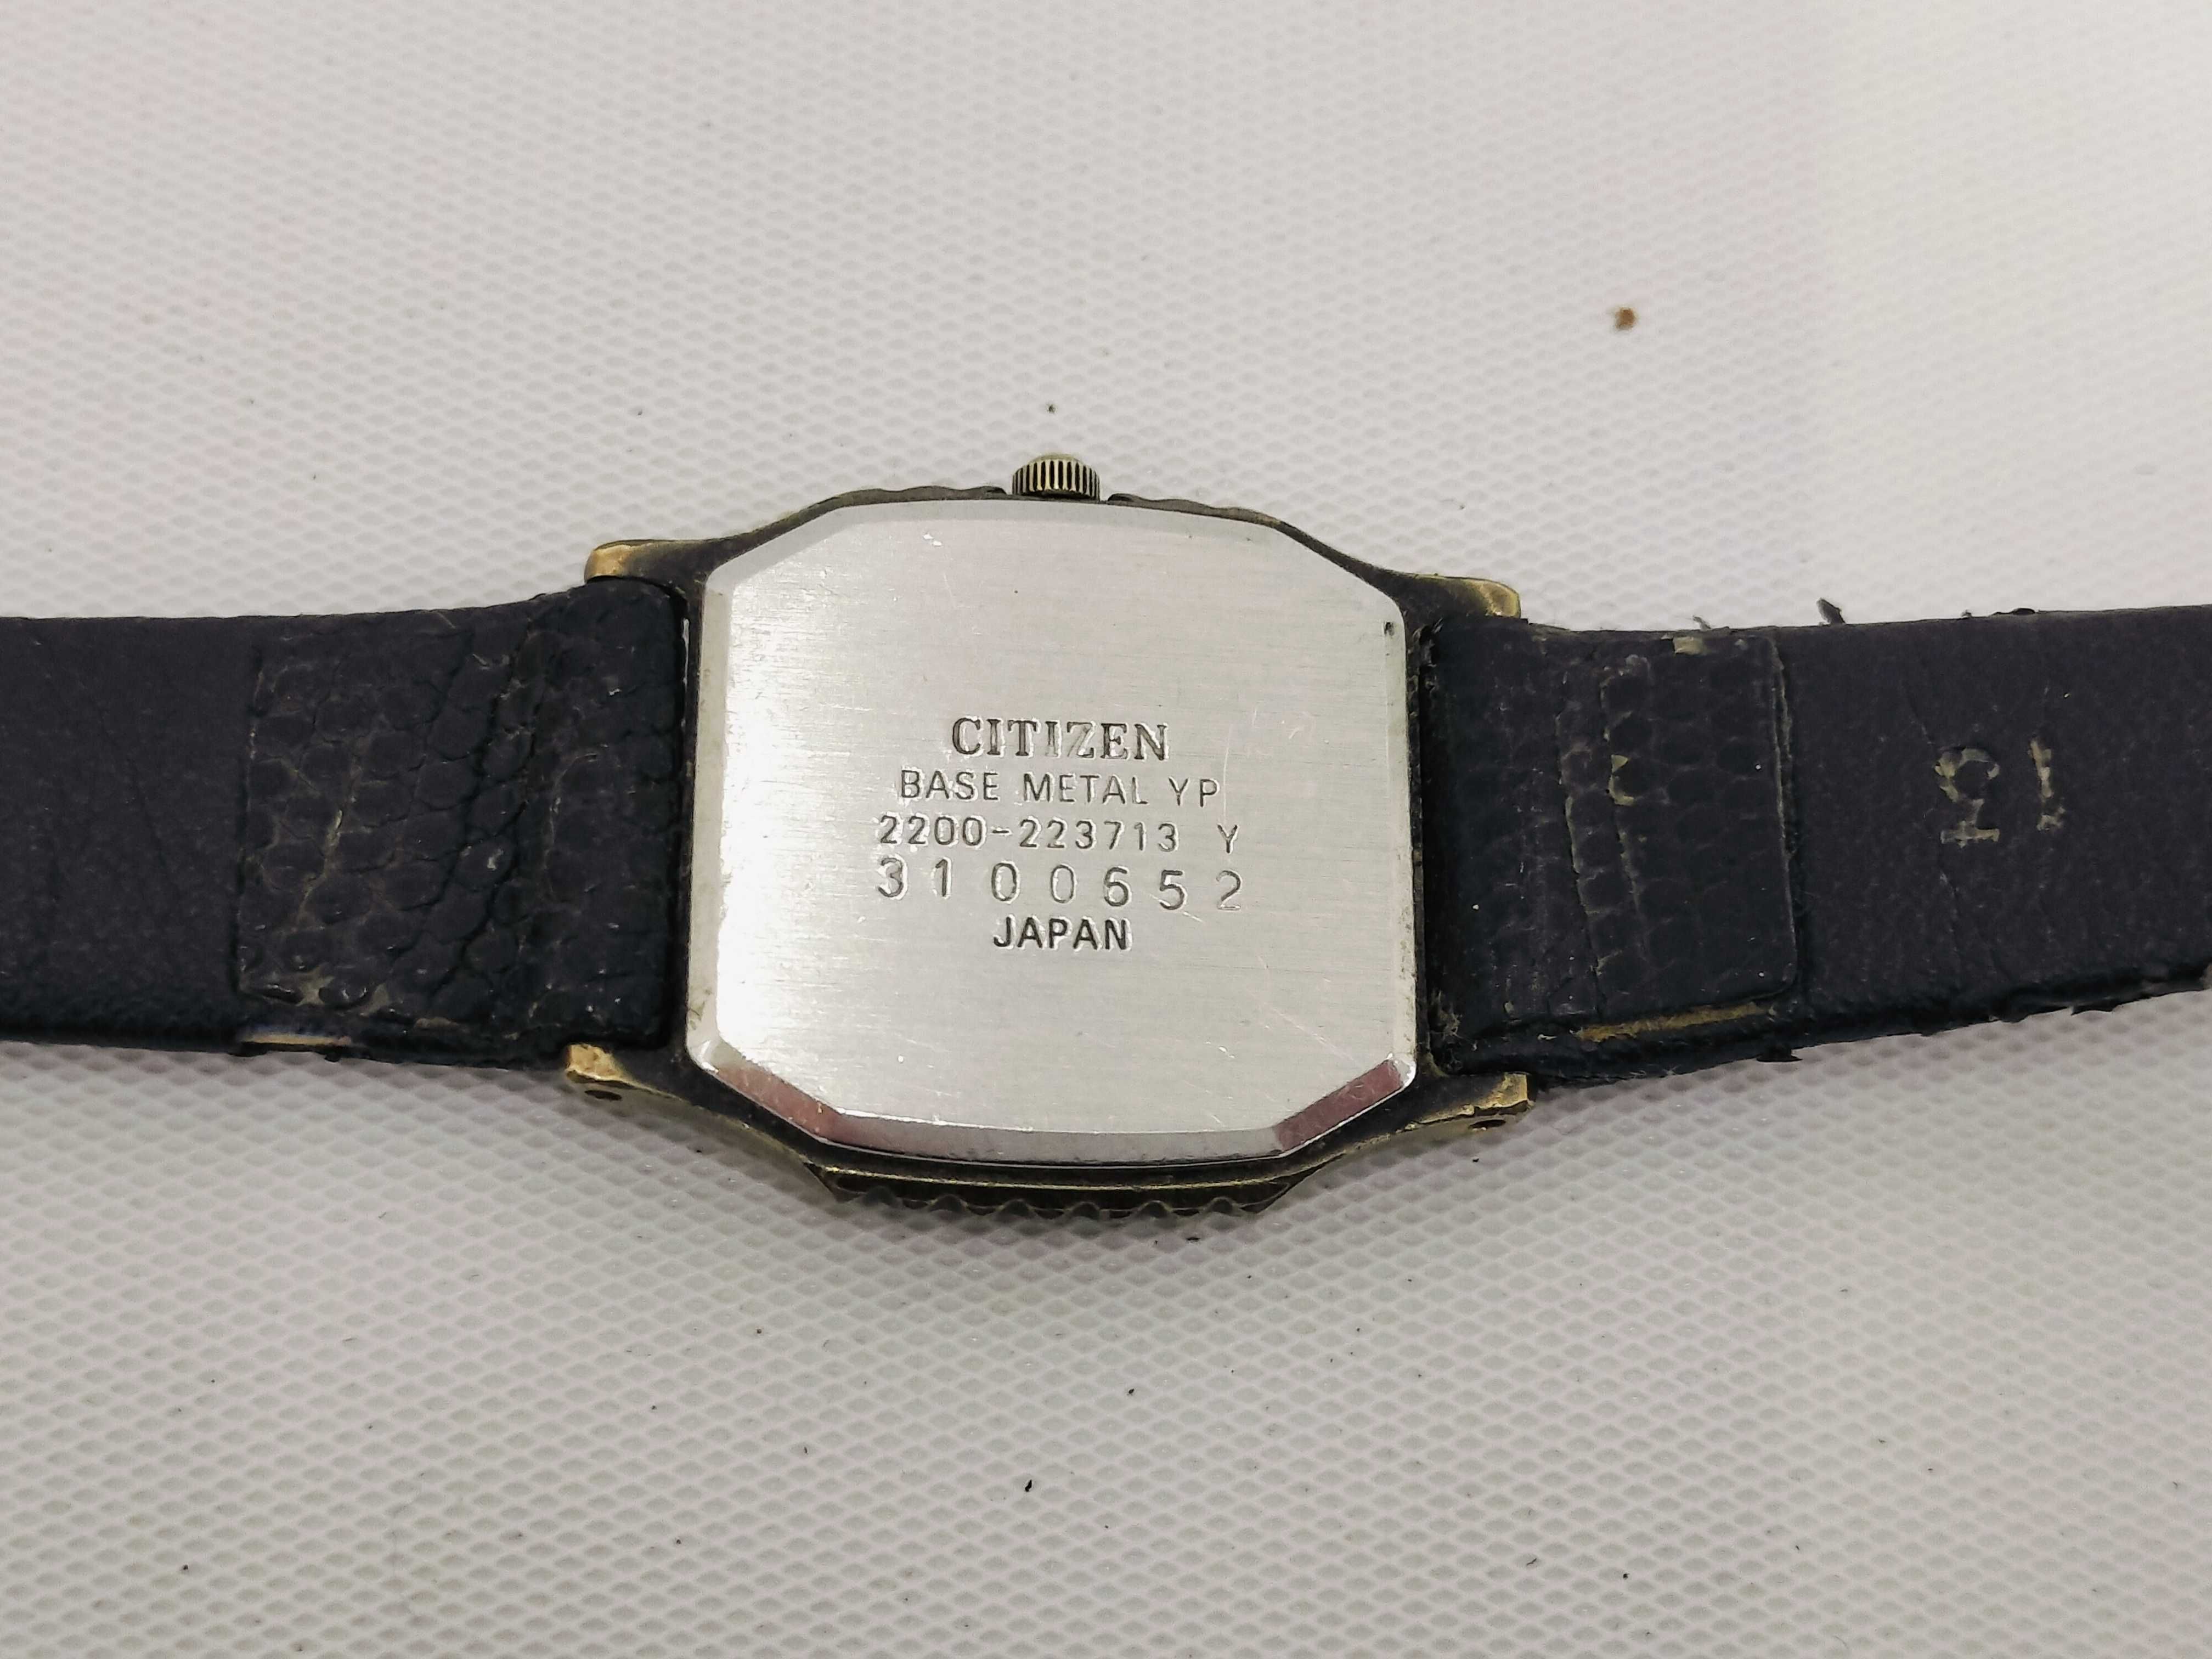 CITIZEN
BASE METAL YP
2200-223713 Y
3100652
JAPAN